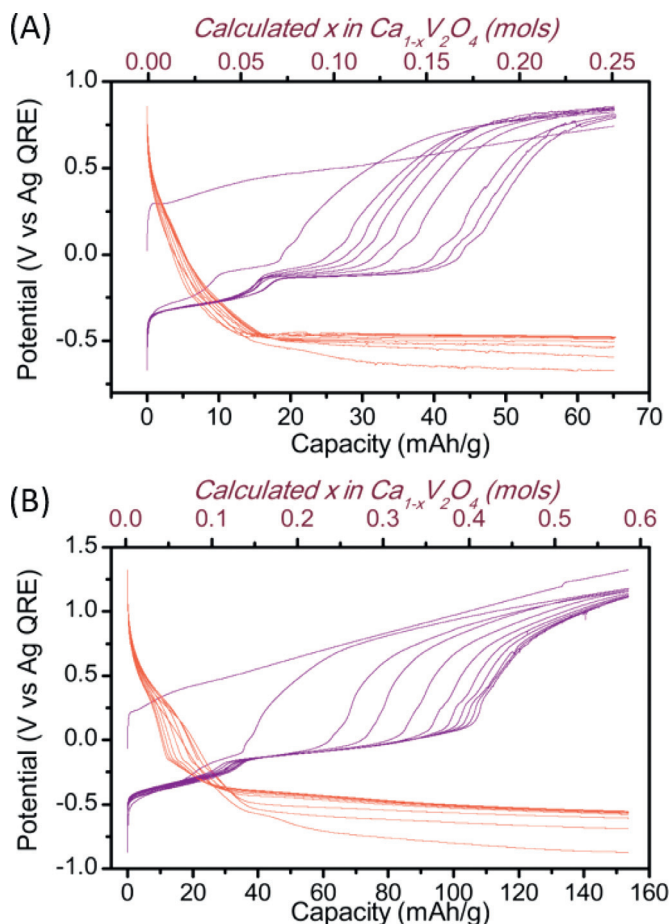 (A)
Calculated x in Ca1-xV2O4 (mols)
0.00 0.05 0.10 0.15 0.20 0.25
1.0
0.5
0.0
-0.5
Potential (V vs Ag QRE)
0 10 20 30 40 50 60 70
Capacity (mAh/g)
(B)
Calculated x in Ca1-xV2O4 (mols)
0.0 0.1 0.2 0.3 0.4 0.5 0.6
1.5
1.0
0.5
0.0
-0.5
-1.0
Potential (V vs Ag QRE)
0 20 40 60 80 100 120 140 160
Capacity (mAh/g)